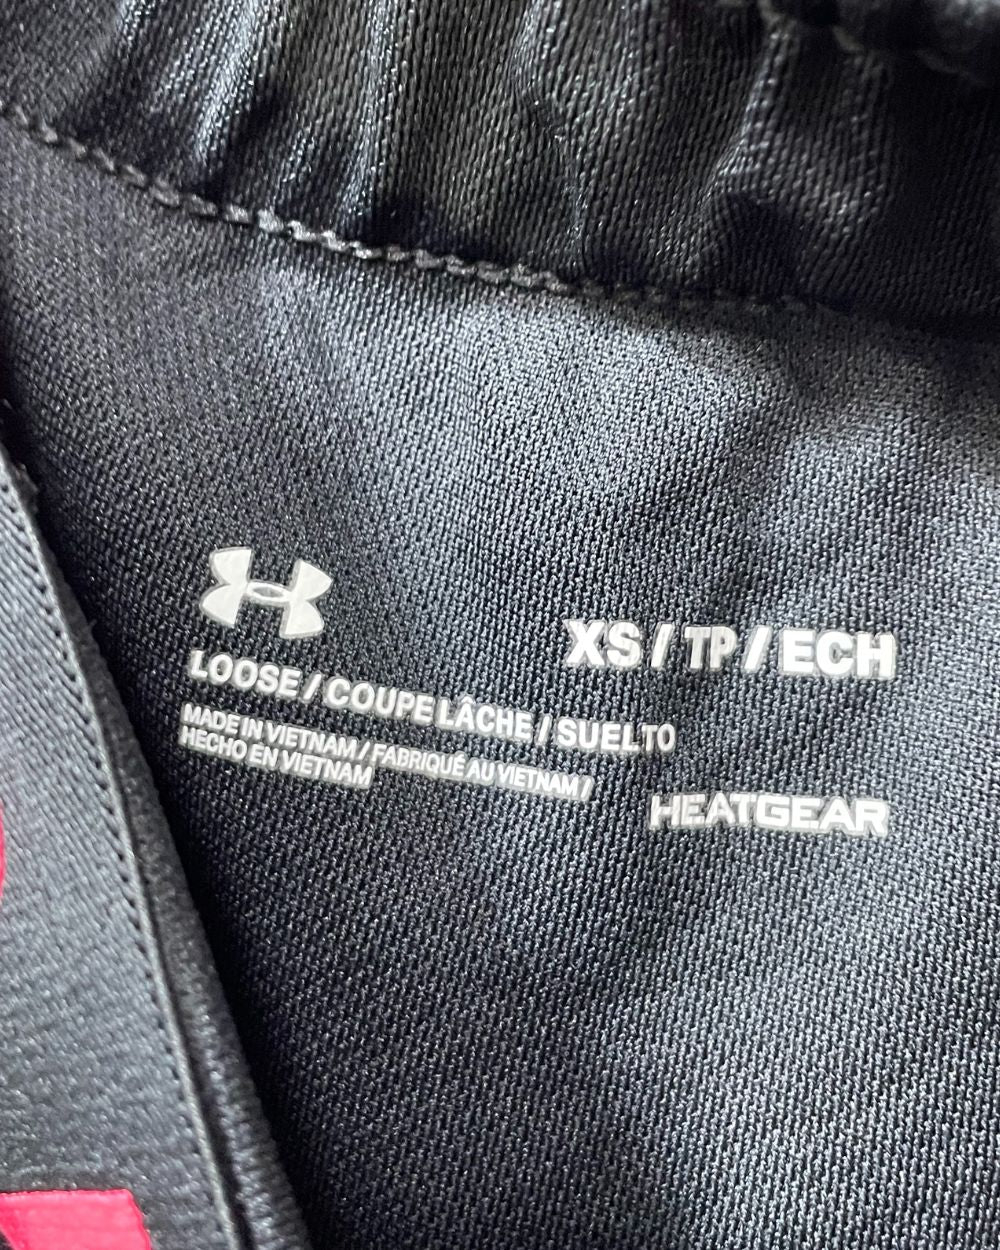 XS / TP / ECH
LOOSE / COUPE LÂCHE / SUELTO
MADE IN VIETNAM / FABRIQUÉ AU VIETNAM /
HECHO EN VIETNAM
HEATGEAR